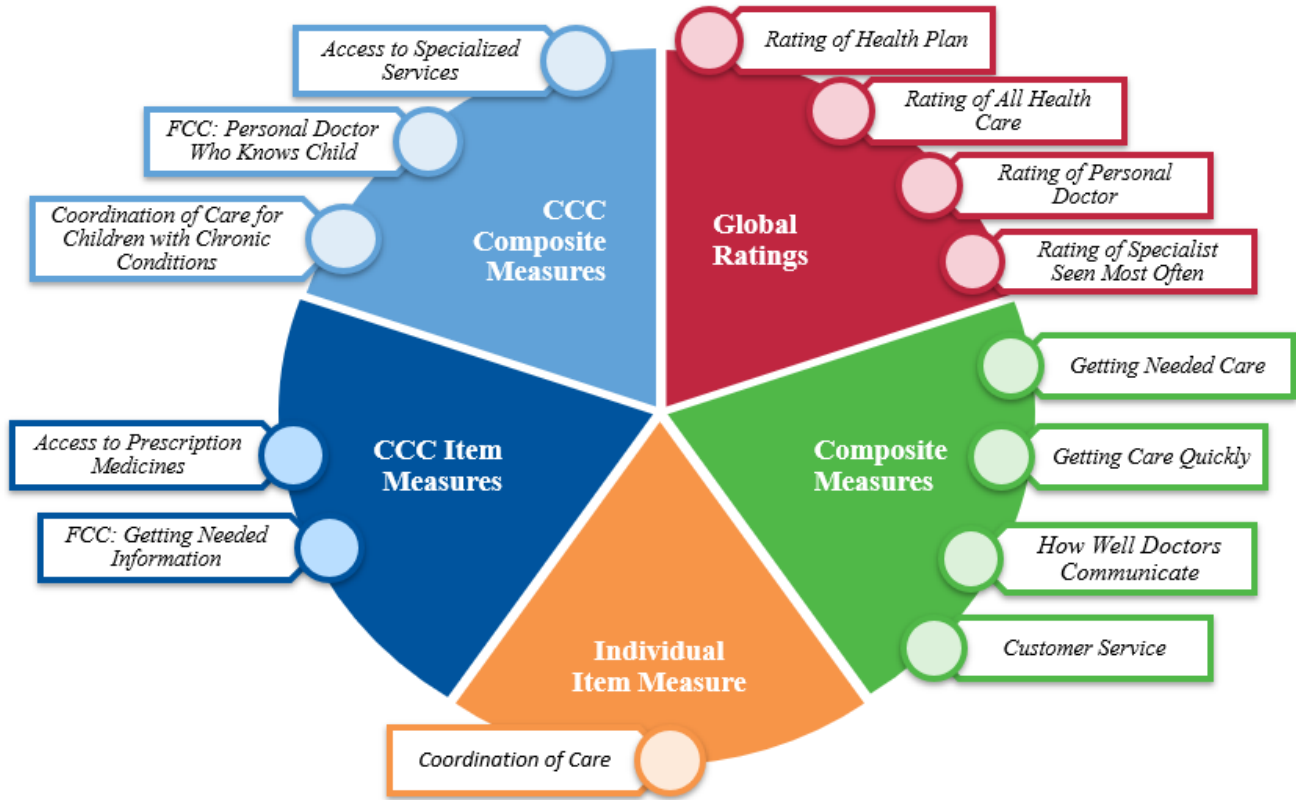 Access to Specialized
Services
FCC: Personal Doctor
Who Knows Child
Coordination of Care for
Children with Chronic
Conditions
CCC
Composite
Measures
Global
Ratings
Rating of Health Plan
Rating of All Health
Care
Rating of Personal
Doctor
Rating of Specialist
Seen Most Often
Access to Prescription
Medicines
FCC: Getting Needed
Information
CCC Item
Measures
Composite
Measures
Getting Needed Care
Getting Care Quickly
How Well Doctors
Communicate
Customer Service
Individual
Item Measure
Coordination of Care